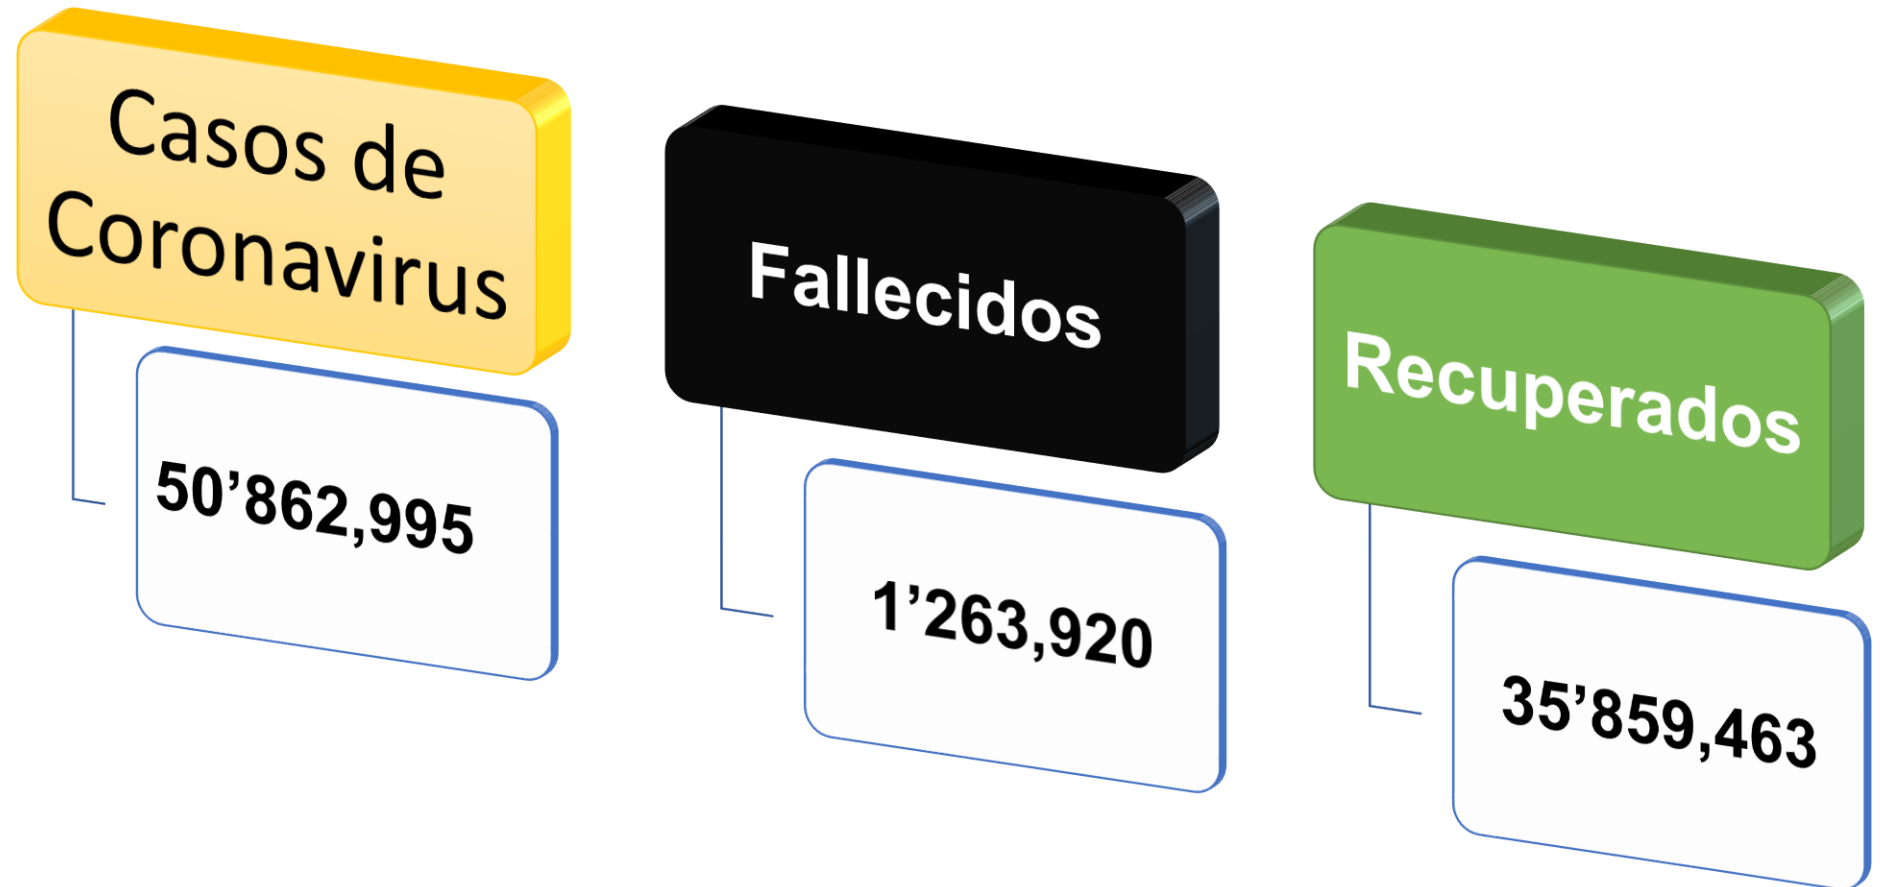 Casos de
Coronavirus
50’862,995
Fallecidos
1’263,920
Recuperados
35’859,463